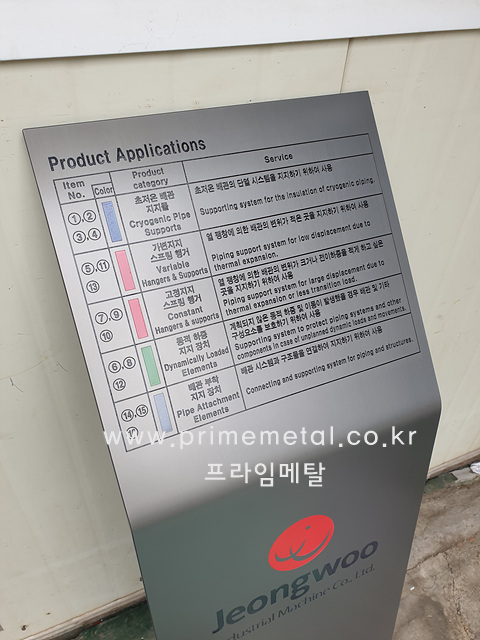 Product Applications
Item No.
Color
Product category
Service
①,②
③,④
초저온 배관
지지물
Cryogenic Pipe
Supports
초저온 배관의 단열 시스템을 지지하기 위하여 사용
Supporting system for the insulation of cryogenic piping.
⑤,⑪
⑬
가변지지
스프링 행거
Variable
Hangers & Supports
열 팽창에 의한 배관의 변위가 적은 곳을 지지하기 위하여 사용
Piping support system for low displacement due to
thermal expansion.
⑦,⑨
⑩
고정지지
스프링 행거
Constant
Hangers & supports
열 팽창에 의한 배관의 변위가 크거나 전이하중을 적게 하고 싶은
곳을 지지하기 위하여 사용
Piping support system for large displacement due to
thermal expansion or less transition load.
⑥,⑧
⑫
동적 하중
지지 장치
Dynamically Loaded
Elements
계획되지 않은 동적 하중 및 이동이 발생했을 경우 배관 및 기타
구성요소를 보호하기 위하여 사용
Supporting system to protect piping systems and other
components in case of unplanned dynamic loads and movements.
⑭,⑮
⑯
배관 부착
지지 장치
Pipe Attachment
Elements
배관 시스템과 구조물을 연결하여 지지하기 위하여 사용
Connecting and supporting system for piping and structures.
www.primemetal.co.kr
프라임메탈
Jeongwoo
Industrial Machine Co., Ltd.